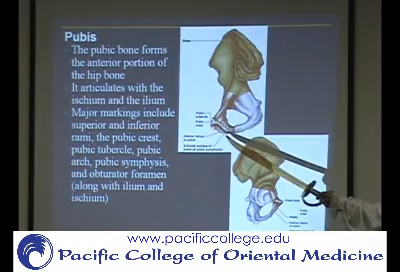 Pubis
The pubic bone forms
the anterior portion of
the hip bone
It articulates with the
ischium and the ilium
Major markings include
superior and inferior
rami, the pubic crest,
pubic tubercle, pubic
arch, pubic symphysis,
and obturator foramen
(along with ilium and
ischium)
www.pacificcollege.edu
Pacific College of Oriental Medicine